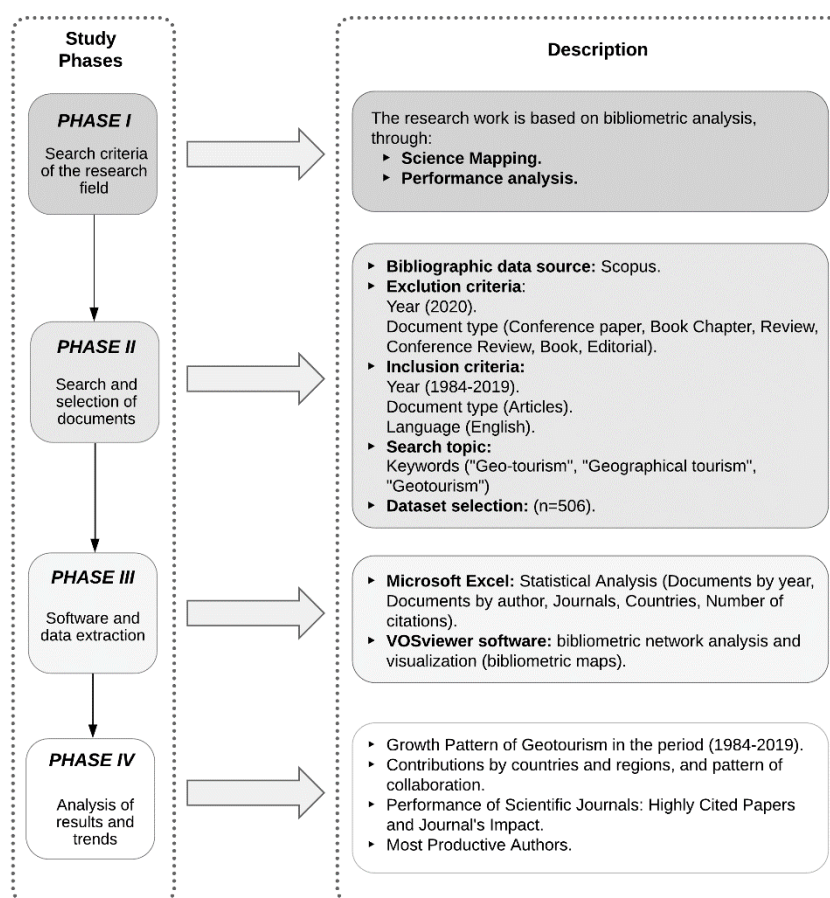 Study
Phases
Description
PHASE I
Search criteria
of the research
field
The research work is based on bibliometric analysis,
through:
▸ Science Mapping.
▸ Performance analysis.
PHASE II
Search and
selection of
documents
▸ Bibliographic data source: Scopus.
▸ Exclution criteria:
Year (2020).
Document type (Conference paper, Book Chapter, Review,
Conference Review, Book, Editorial).
▸ Inclusion criteria:
Year (1984-2019).
Document type (Articles).
Language (English).
▸ Search topic:
Keywords ("Geo-tourism", "Geographical tourism",
"Geotourism")
▸ Dataset selection: (n=506).
PHASE III
Software and
data extraction
▸ Microsoft Excel: Statistical Analysis (Documents by year,
Documents by author, Journals, Countries, Number of
citations).
▸ VOSviewer software: bibliometric network analysis and
visualization (bibliometric maps).
PHASE IV
Analysis of
results and
trends
▸ Growth Pattern of Geotourism in the period (1984-2019).
▸ Contributions by countries and regions, and pattern of
collaboration.
▸ Performance of Scientific Journals: Highly Cited Papers
and Journal's Impact.
▸ Most Productive Authors.